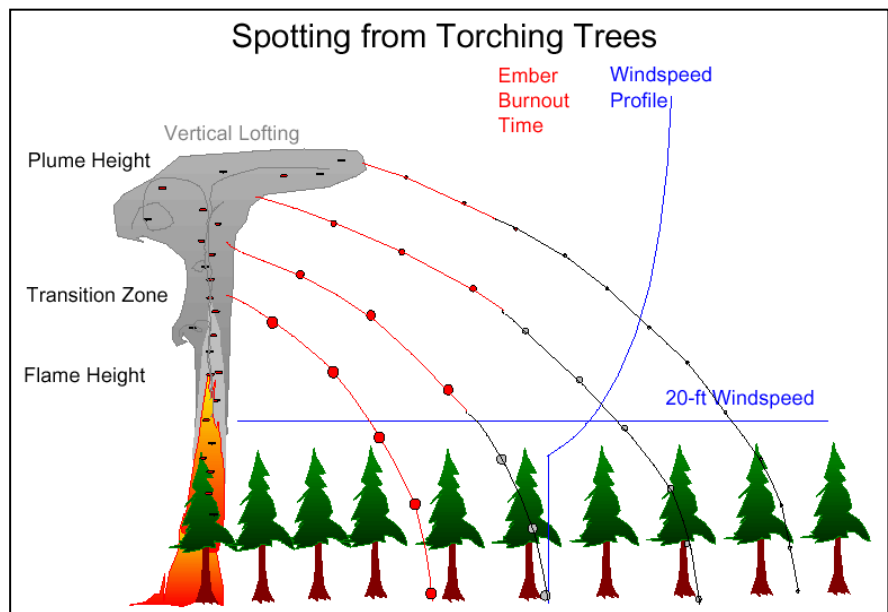 Spotting from Torching Trees
Ember
Burnout
Time
Windspeed
Profile
Vertical Lofting
Plume Height
Transition Zone
Flame Height
20-ft Windspeed